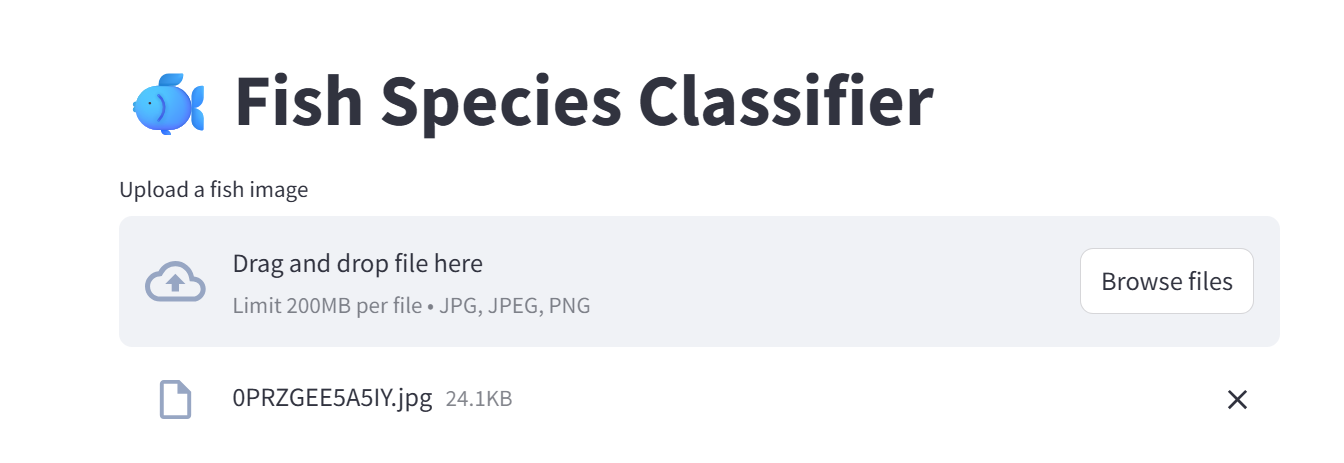 Fish Species Classifier
Upload a fish image
Drag and drop file here
Limit 200MB per file • JPG, JPEG, PNG
Browse files
0PRZGEE5A5IY.jpg 24.1KB